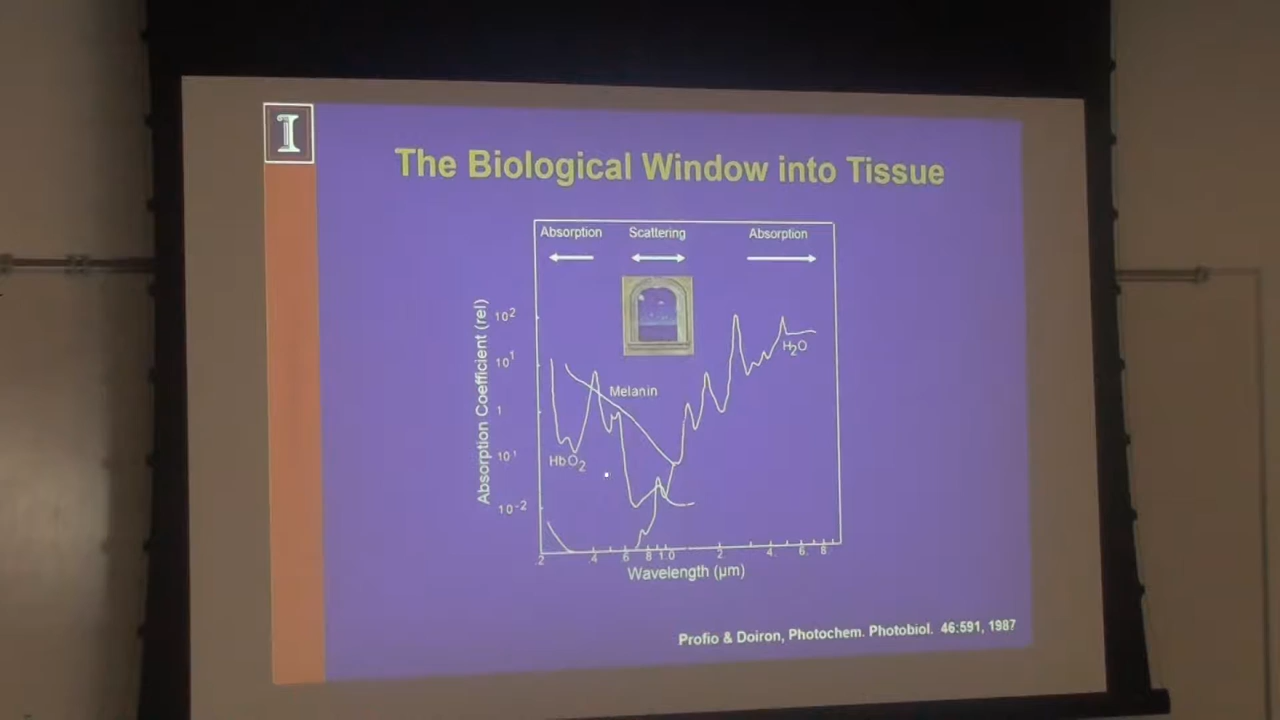 I
The Biological Window into Tissue
Absorption Scattering Absorption
Absorption Coefficient (rel)
10²
10¹
1
10¹
10⁻²
Melanin
HbO₂
H₂O
.2 .4 .6 .8 1.0 2. 4. 6. 8.
Wavelength (μm)
Profio & Doiron, Photochem. Photobiol. 46:591, 1987